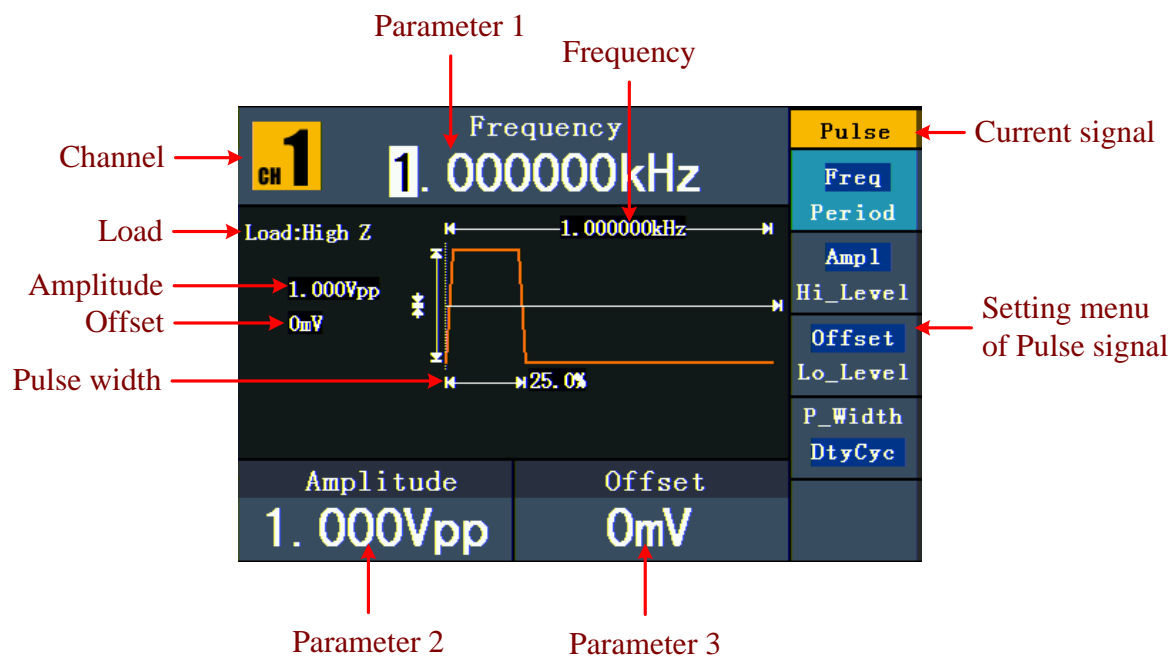 Parameter 1
Frequency
Channel
CH 1
Frequency
1.000000kHz
Pulse
Current signal
Freq
Period
Load
Load:High Z
1.000000kHz
Amplitude
1.000Vpp
Offset
0mV
Ampl
Hi_Level
Offset
Lo_Level
Setting menu
of Pulse signal
Pulse width
25.0%
P_Width
DtyCyc
Amplitude
Offset
1.000Vpp
0mV
Parameter 2
Parameter 3